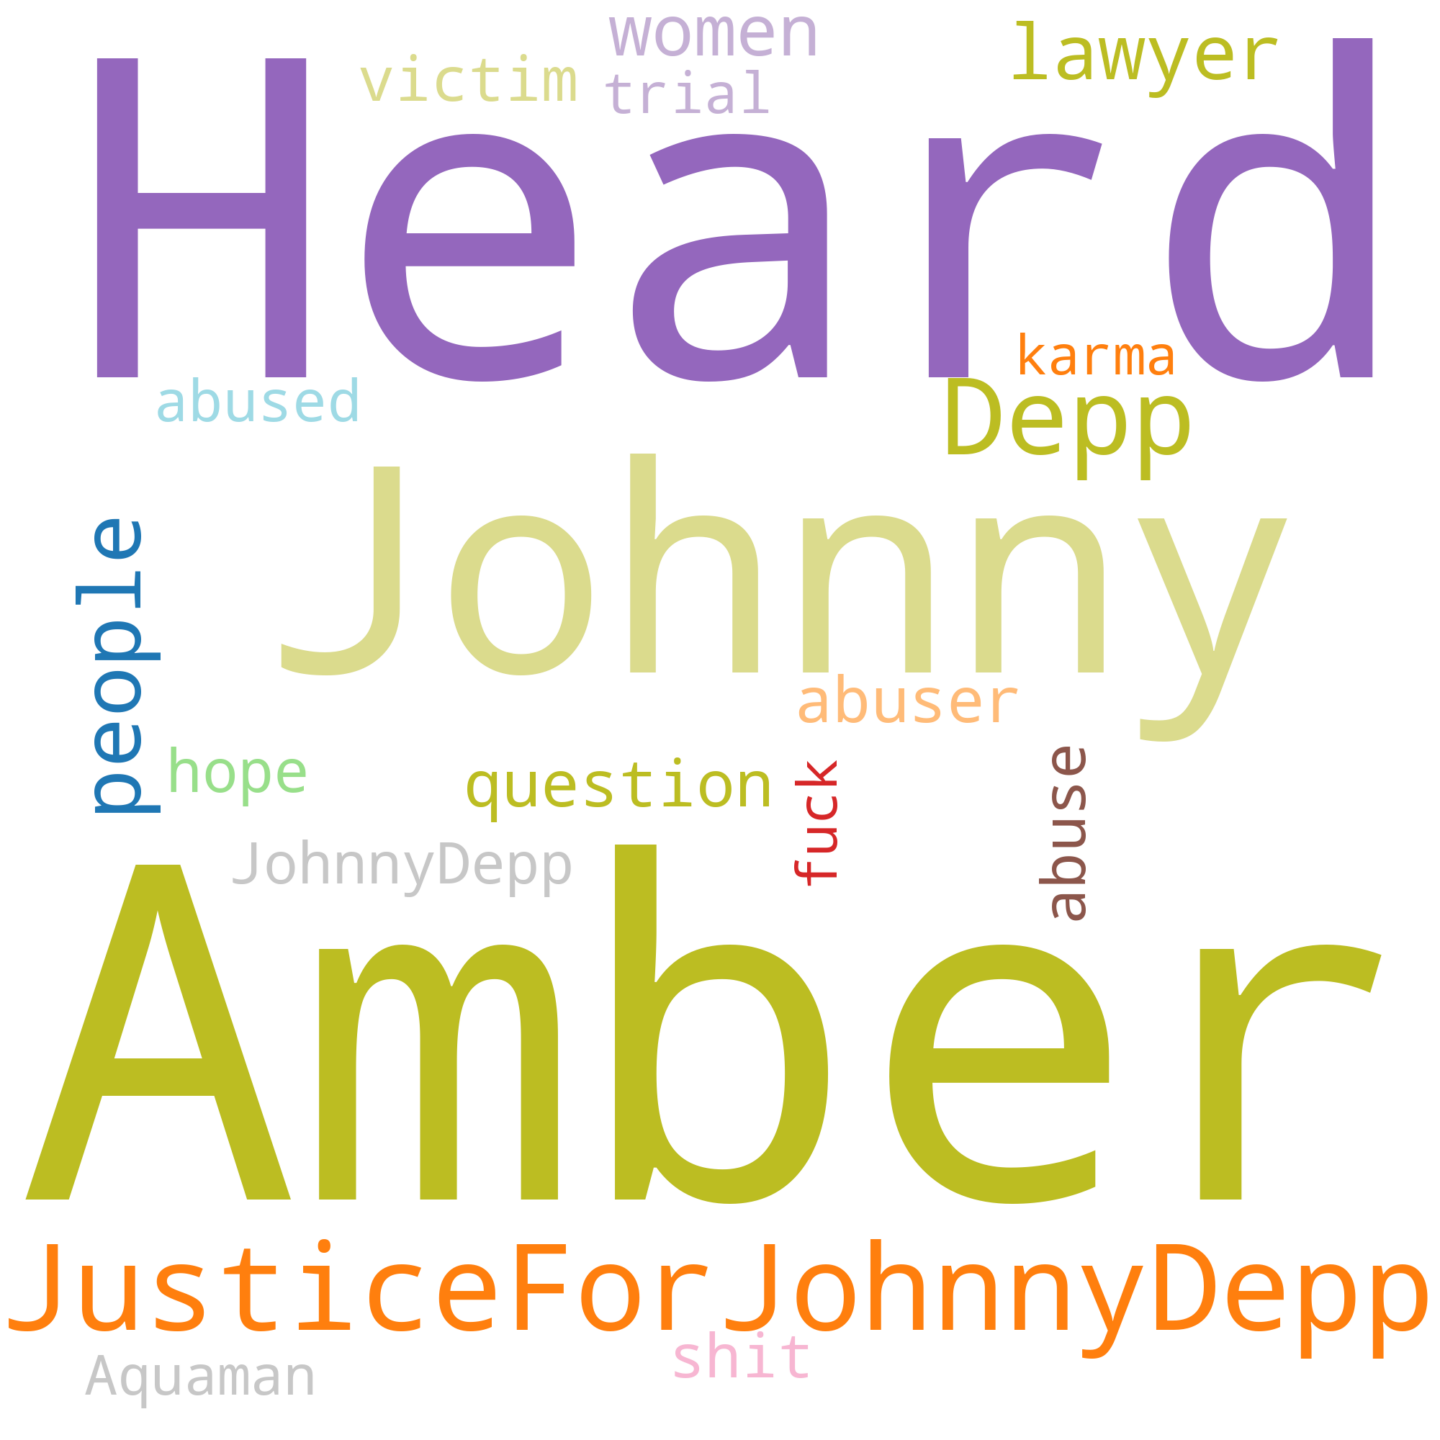 women
lawyer
victim
trial
Heard
karma
abused
Depp
Johnny
people
abuser
hope
question
fuck
abuse
JohnnyDepp
Amber
JusticeForJohnnyDepp
shit
Aquaman